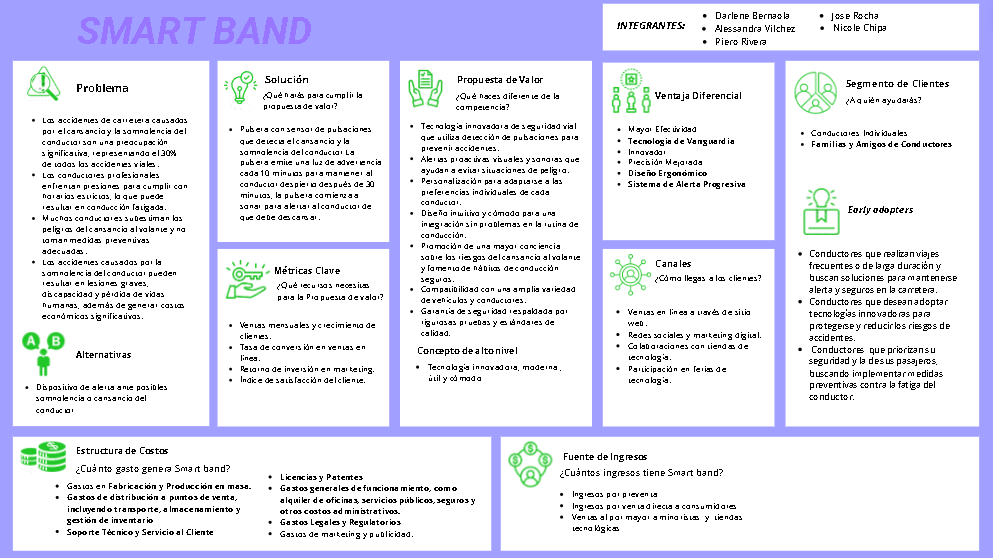 SMART BAND
INTEGRANTES:
• Darlene Bernaola
• Alessandra Vilchez
• Piero Rivera
• Jose Rocha
• Nicole Chipa
Problema
• Los accidentes de carretera causados
por el cansancio y la somnolencia del
conductor son una preocupación
significativa, representando el 30%
de todos los accidentes viales.
• Los conductores profesionales
enfrentan presiones para cumplir con
horarios estrictos, lo que puede
resultar en conducción fatigada.
• Muchos conductores subestiman los
peligros del cansancio al volante y no
toman medidas preventivas
adecuadas.
• Los accidentes causados por la
somnolencia del conductor pueden
resultar en lesiones graves,
discapacidad y pérdida de vidas
humanas, además de generar costos
económicos significativos.
A B
Alternativas
• Dispositivo de alerta ante posibles
somnolencia o cansancio del
conductor
Solución
¿Qué harás para cumplir la
propuesta de valor?
• Pulsera con sensor de pulsaciones
que detecta el cansancio y la
somnolencia del conductor La
pulsera emite una luz de advertencia
cada 10 minutos para mantener al
conductor despierto después de 30
minutos, la pulsera comienza a
sonar para alertar al conductor de
que debe descansar.
Métricas Clave
¿Qué recursos necesitas
para la Propuesta de valor?
• Ventas mensuales y crecimiento de
clientes.
• Tasa de conversión en ventas en
línea.
• Retorno de inversión en marketing.
• Índice de satisfacción del cliente.
Propuesta de Valor
¿Qué haces diferente de la
competencia?
• Tecnología innovadora de seguridad vial
que utiliza detección de pulsaciones para
prevenir accidentes.
• Alertas proactivas visuales y sonoras que
ayudan a evitar situaciones de peligro.
• Personalización para adaptarse a las
preferencias individuales de cada
conductor.
• Diseño intuitivo y cómodo para una
integración sin problemas en la rutina de
conducción.
• Promoción de una mayor conciencia
sobre los riesgos del cansancio al volante
y fomento de hábitos de conducción
seguros.
• Compatibilidad con una amplia variedad
de vehículos y conductores.
• Garantía de seguridad respaldada por
rigurosas pruebas y estándares de
calidad.
Concepto de alto nivel
• Tecnología innovadora, moderna,
útil y cómoda
Ventaja Diferencial
• Mayor Efectividad
• Tecnología de Vanguardia
• Innovador
• Precisión Mejorada
• Diseño Ergonómico
• Sistema de Alerta Progresiva
Canales
¿Cómo llegas a los clientes?
• Ventas en línea a través de sitio
web.
• Redes sociales y marketing digital.
• Colaboraciones con tiendas de
tecnología.
• Participación en ferias de
tecnología.
Segmento de Clientes
¿A quién ayudarás?
• Conductores Individuales
• Familias y Amigos de Conductores
Early adopters
• Conductores que realizan viajes
frecuentes o de larga duración y
buscan soluciones para mantenerse
alerta y seguros en la carretera.
• Conductores que desean adoptar
tecnologías innovadoras para
protegerse y reducir los riesgos de
accidentes.
• Conductores que priorizan su
seguridad y la de sus pasajeros,
buscando implementar medidas
preventivas contra la fatiga del
conductor.
Estructura de Costos
¿Cuánto gasto genera Smart band?
• Gastos en Fabricación y Producción en masa.
• Gastos de distribución a puntos de venta,
incluyendo transporte, almacenamiento y
gestión de inventario
• Soporte Técnico y Servicio al Cliente
• Licencias y Patentes
• Gastos generales de funcionamiento, como
alquiler de oficinas, servicios públicos, seguros y
otros costos administrativos.
• Gastos Legales y Regulatorios
• Gastos de marketing y publicidad.
Fuente de Ingresos
¿Cuántos ingresos tiene Smart band?
• Ingresos por preventa
• Ingresos por venta directa a consumidores
• Ventas al por mayor a minoristas y tiendas
tecnológicas